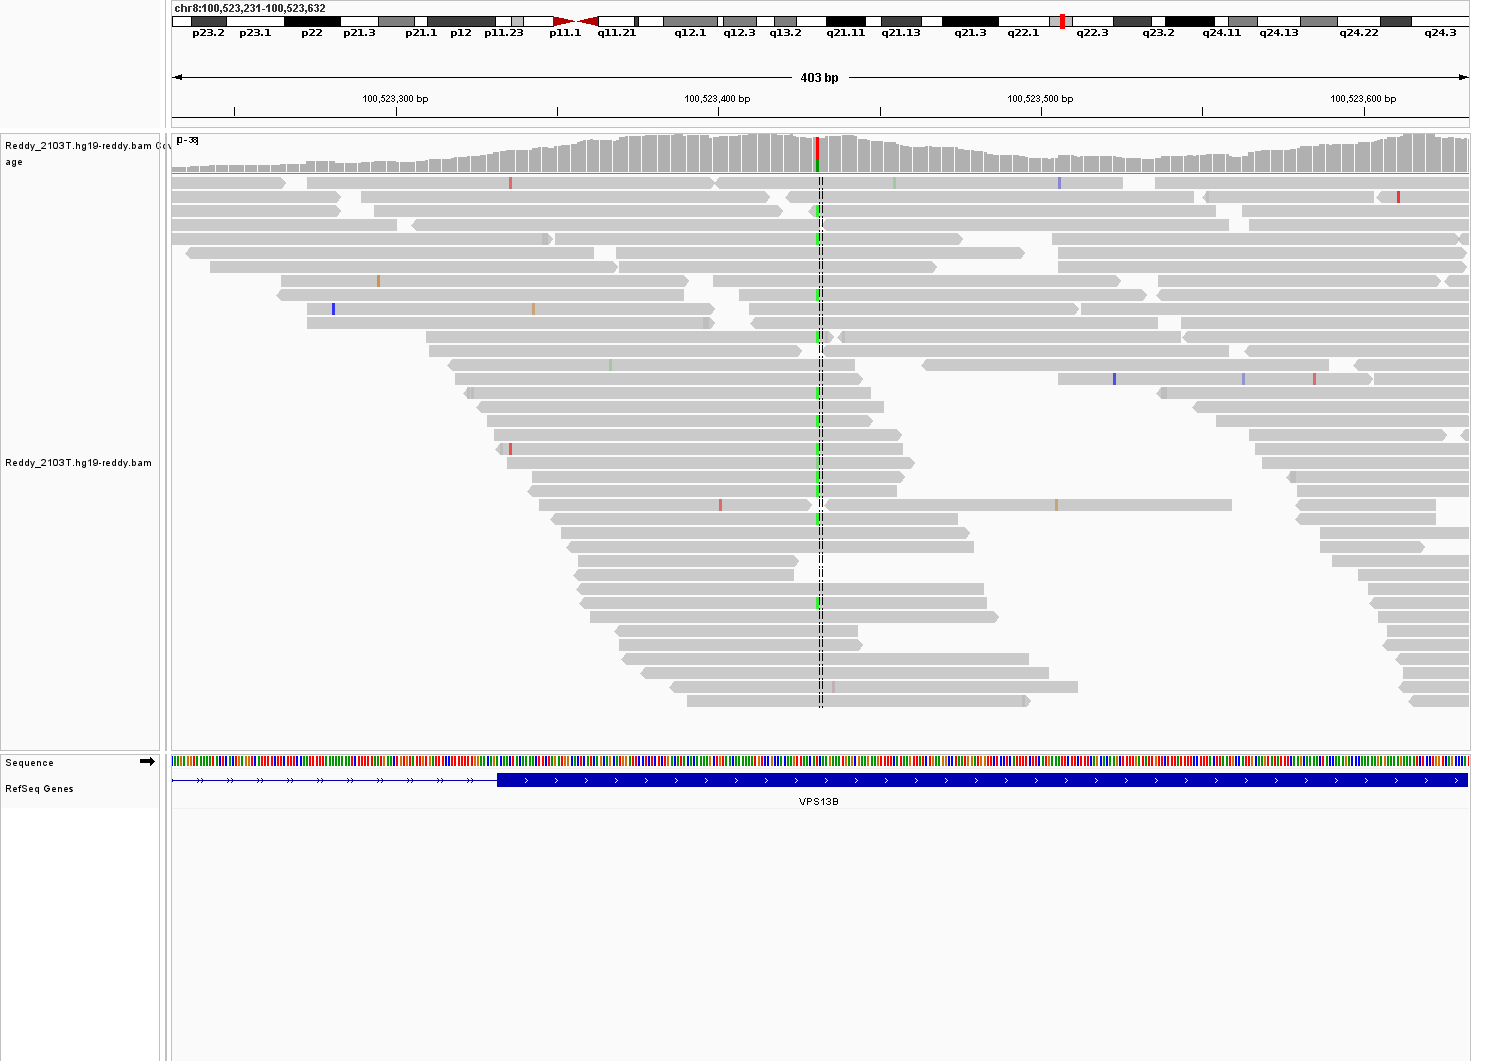 chr8:100,523,231-100,523,632
p23.2 p23.1 p22 p21.3 p21.1 p12 p11.23 p11.1 q11.21 q12.1 q12.3 q13.2 q21.11 q21.13 q21.3 q22.1 q22.3 q23.2 q24.11 q24.13 q24.22 q24.3
403 bp
100,523,300 bp 100,523,400 bp 100,523,500 bp 100,523,600 bp
Reddy_2103T.hg19-reddy.bam Cov
age
[0-38]
Reddy_2103T.hg19-reddy.bam
Sequence
RefSeq Genes
VPS13B